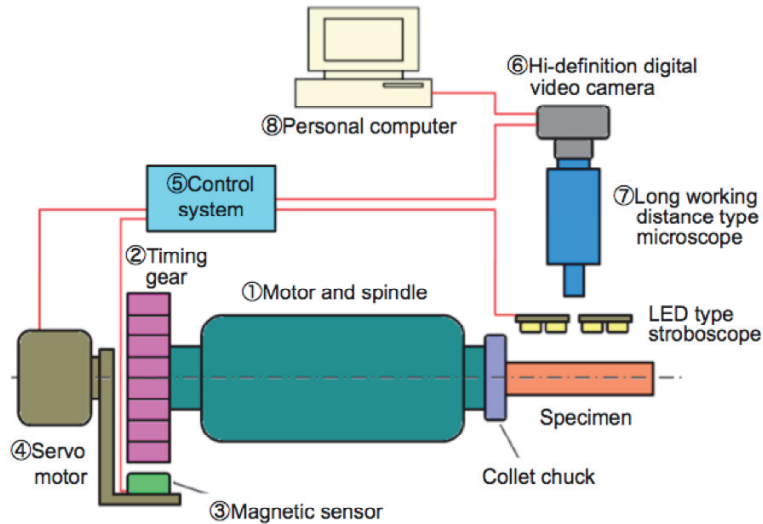 ⑥Hi-definition digital
video camera
⑧Personal computer
⑤Control
system
⑦Long working
distance type
microscope
②Timing
gear
①Motor and spindle
LED type
stroboscope
Specimen
④Servo
motor
Collet chuck
③Magnetic sensor